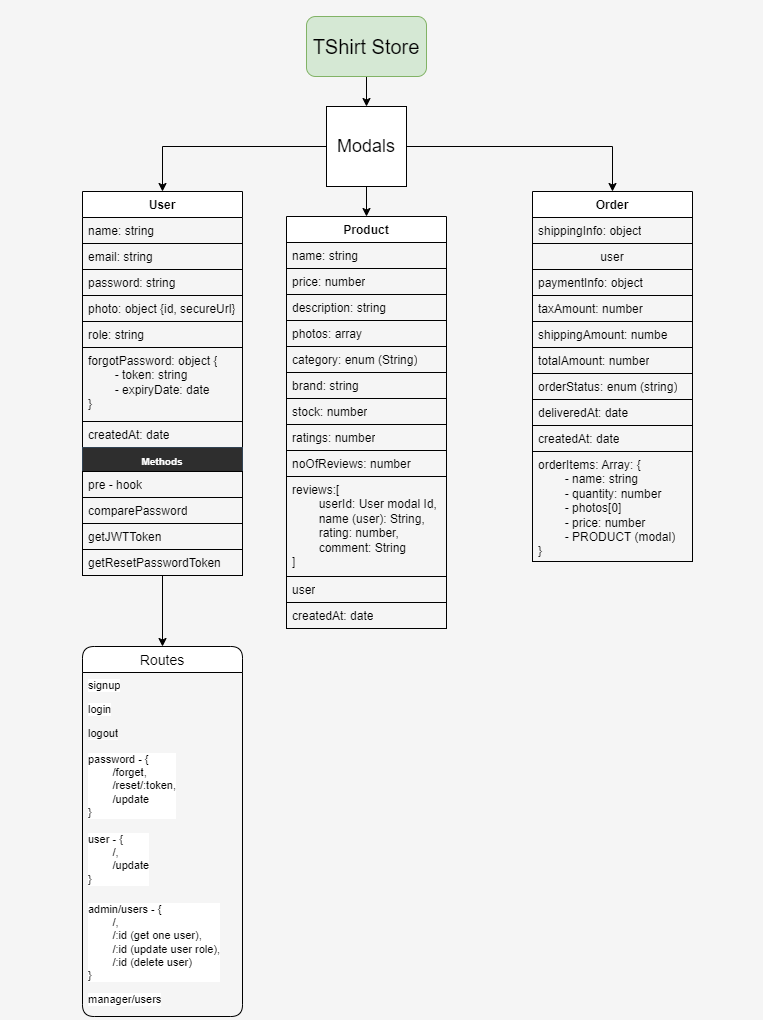 TShirt Store
Modals
User
name: string
email: string
password: string
photo: object {id, secureUrl}
role: string
forgotPassword: object {
- token: string
- expiryDate: date
}
createdAt: date
Methods
pre - hook
comparePassword
getJWTToken
getResetPasswordToken
Product
name: string
price: number
description: string
photos: array
category: enum (String)
brand: string
stock: number
ratings: number
noOfReviews: number
reviews:[
userId: User modal Id,
name (user): String,
rating: number,
comment: String
]
user
createdAt: date
Order
shippingInfo: object
user
paymentInfo: object
taxAmount: number
shippingAmount: numbe
totalAmount: number
orderStatus: enum (string)
deliveredAt: date
createdAt: date
orderItems: Array: {
- name: string
- quantity: number
- photos[0]
- price: number
- PRODUCT (modal)
}
Routes
signup
login
logout
password - {
/forget,
/reset/:token,
/update
}
user - {
/,
/update
}
admin/users - {
/,
/:id (get one user),
/:id (update user role),
/:id (delete user)
}
manager/users